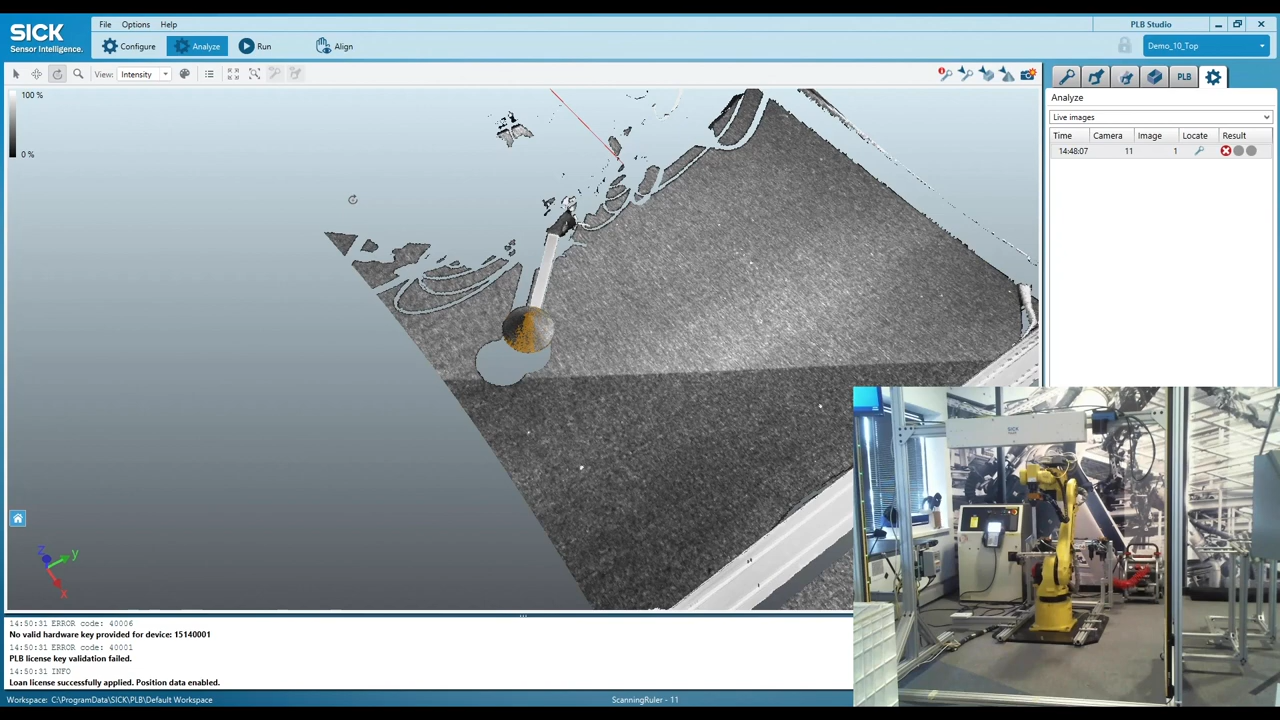 SICK
Sensor Intelligence.
File Options Help
PLB Studio
Configure Analyze Run Align
Demo_10_Top
View: Intensity
100 %
0 %
PLB
Analyze
Live images
Time Camera Image Locate Result
14:48:07 11 1
z y
x
SICK
14:50:31 ERROR code: 40006
No valid hardware key provided for device: 15140001
14:50:31 ERROR code: 40001
PLB license key validation failed.
14:50:31 INFO
Loan license successfully applied. Position data enabled.
Workspace: C:\ProgramData\SICK\PLB\Default Workspace ScanningRuler - 11